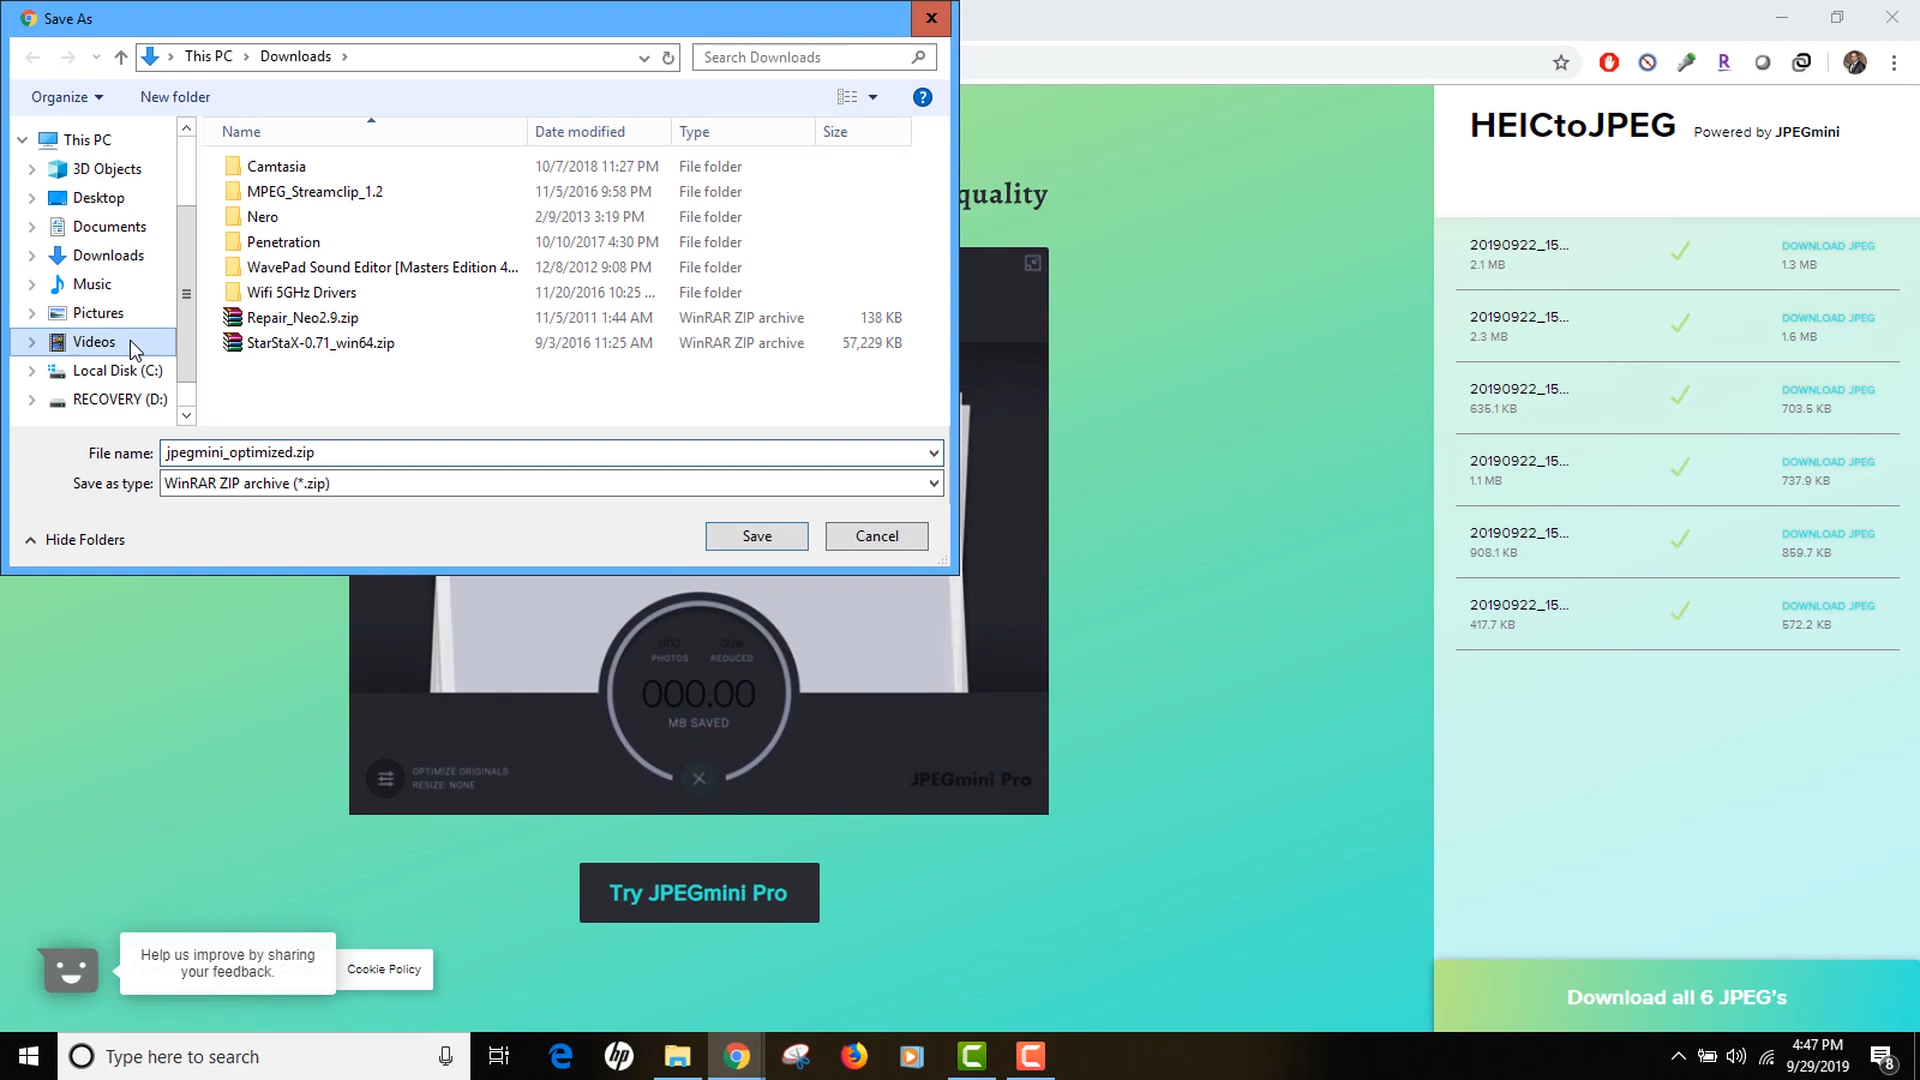 Save As
This PC > Downloads >
Search Downloads
Organize
New folder
Name
Date modified
Type
Size
This PC
3D Objects
Desktop
Documents
Downloads
Music
Pictures
Videos
Local Disk (C:)
RECOVERY (D:)
Camtasia 10/7/2018 11:27 PM File folder
MPEG_Streamclip_1.2 11/5/2016 9:58 PM File folder
Nero 2/9/2013 3:19 PM File folder
Penetration 10/10/2017 4:30 PM File folder
WavePad Sound Editor [Masters Edition 4... 12/8/2012 9:08 PM File folder
Wifi 5GHz Drivers 11/20/2016 10:25 ... File folder
Repair_Neo2.9.zip 11/5/2011 1:44 AM WinRAR ZIP archive 138 KB
StarStaX-0.71_win64.zip 9/3/2016 11:25 AM WinRAR ZIP archive 57,229 KB
File name: jpegmini_optimized.zip
Save as type: WinRAR ZIP archive (*.zip)
Hide Folders
Save
Cancel
quality
000 00%
PHOTOS REDUCED
000.00
MB SAVED
OPTIMIZE ORIGINALS
RESIZE: NONE
JPEGmini Pro
Try JPEGmini Pro
Help us improve by sharing
your feedback.
Cookie Policy
R
HEICtoJPEG Powered by JPEGmini
20190922_15... DOWNLOAD JPEG
2.1 MB 1.3 MB
20190922_15... DOWNLOAD JPEG
2.3 MB 1.6 MB
20190922_15... DOWNLOAD JPEG
635.1 KB 703.5 KB
20190922_15... DOWNLOAD JPEG
1.1 MB 737.9 KB
20190922_15... DOWNLOAD JPEG
908.1 KB 859.7 KB
20190922_15... DOWNLOAD JPEG
417.7 KB 572.2 KB
Download all 6 JPEG's
Type here to search
hp
4:47 PM
9/29/2019
8